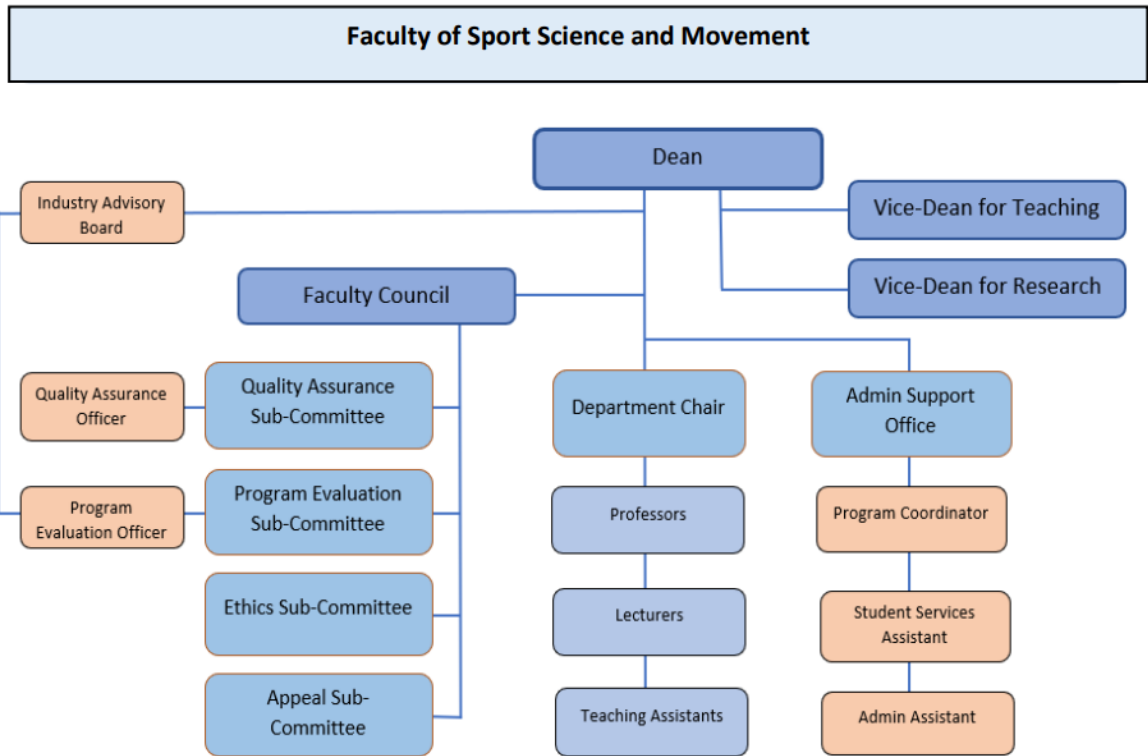 Faculty of Sport Science and Movement
Dean
Industry Advisory
Board
Vice-Dean for Teaching
Vice-Dean for Research
Faculty Council
Quality Assurance
Officer
Quality Assurance
Sub-Committee
Department Chair
Admin Support
Office
Program
Evaluation Officer
Program Evaluation
Sub-Committee
Professors
Program Coordinator
Ethics Sub-Committee
Lecturers
Student Services
Assistant
Appeal Sub-
Committee
Teaching Assistants
Admin Assistant